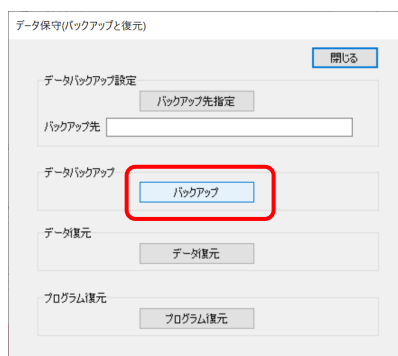 データ保守(バックアップと復元)
閉じる
データバックアップ設定
バックアップ先指定
バックアップ先
データバックアップ
バックアップ
データ復元
データ復元
プログラム復元
プログラム復元